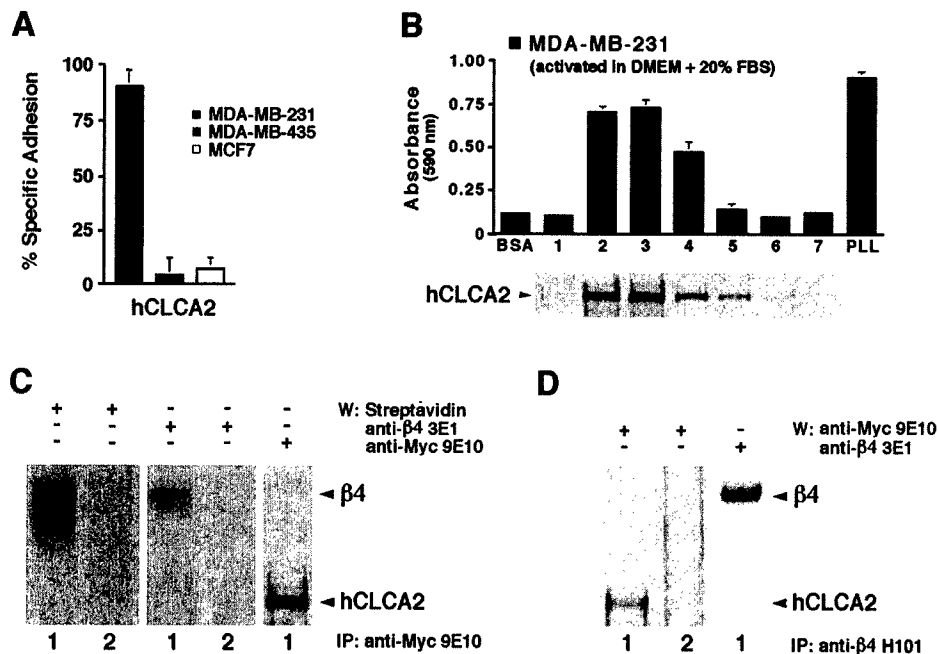 A
% Specific Adhesion
100
75
50
25
0
MDA-MB-231
MDA-MB-435
MCF7
hCLCA2
B
MDA-MB-231
(activated in DMEM + 20% FBS)
Absorbance
(590 nm)
1.00
0.75
0.50
0.25
0
BSA 1 2 3 4 5 6 7 PLL
hCLCA2
C
+ + - - - W: Streptavidin
- - + + - anti-β4 3E1
- - - - + anti-Myc 9E10
β4
hCLCA2
1 2 1 2 1 IP: anti-Myc 9E10
D
+ + - W: anti-Myc 9E10
- - + anti-β4 3E1
β4
hCLCA2
1 2 1 IP: anti-β4 H101